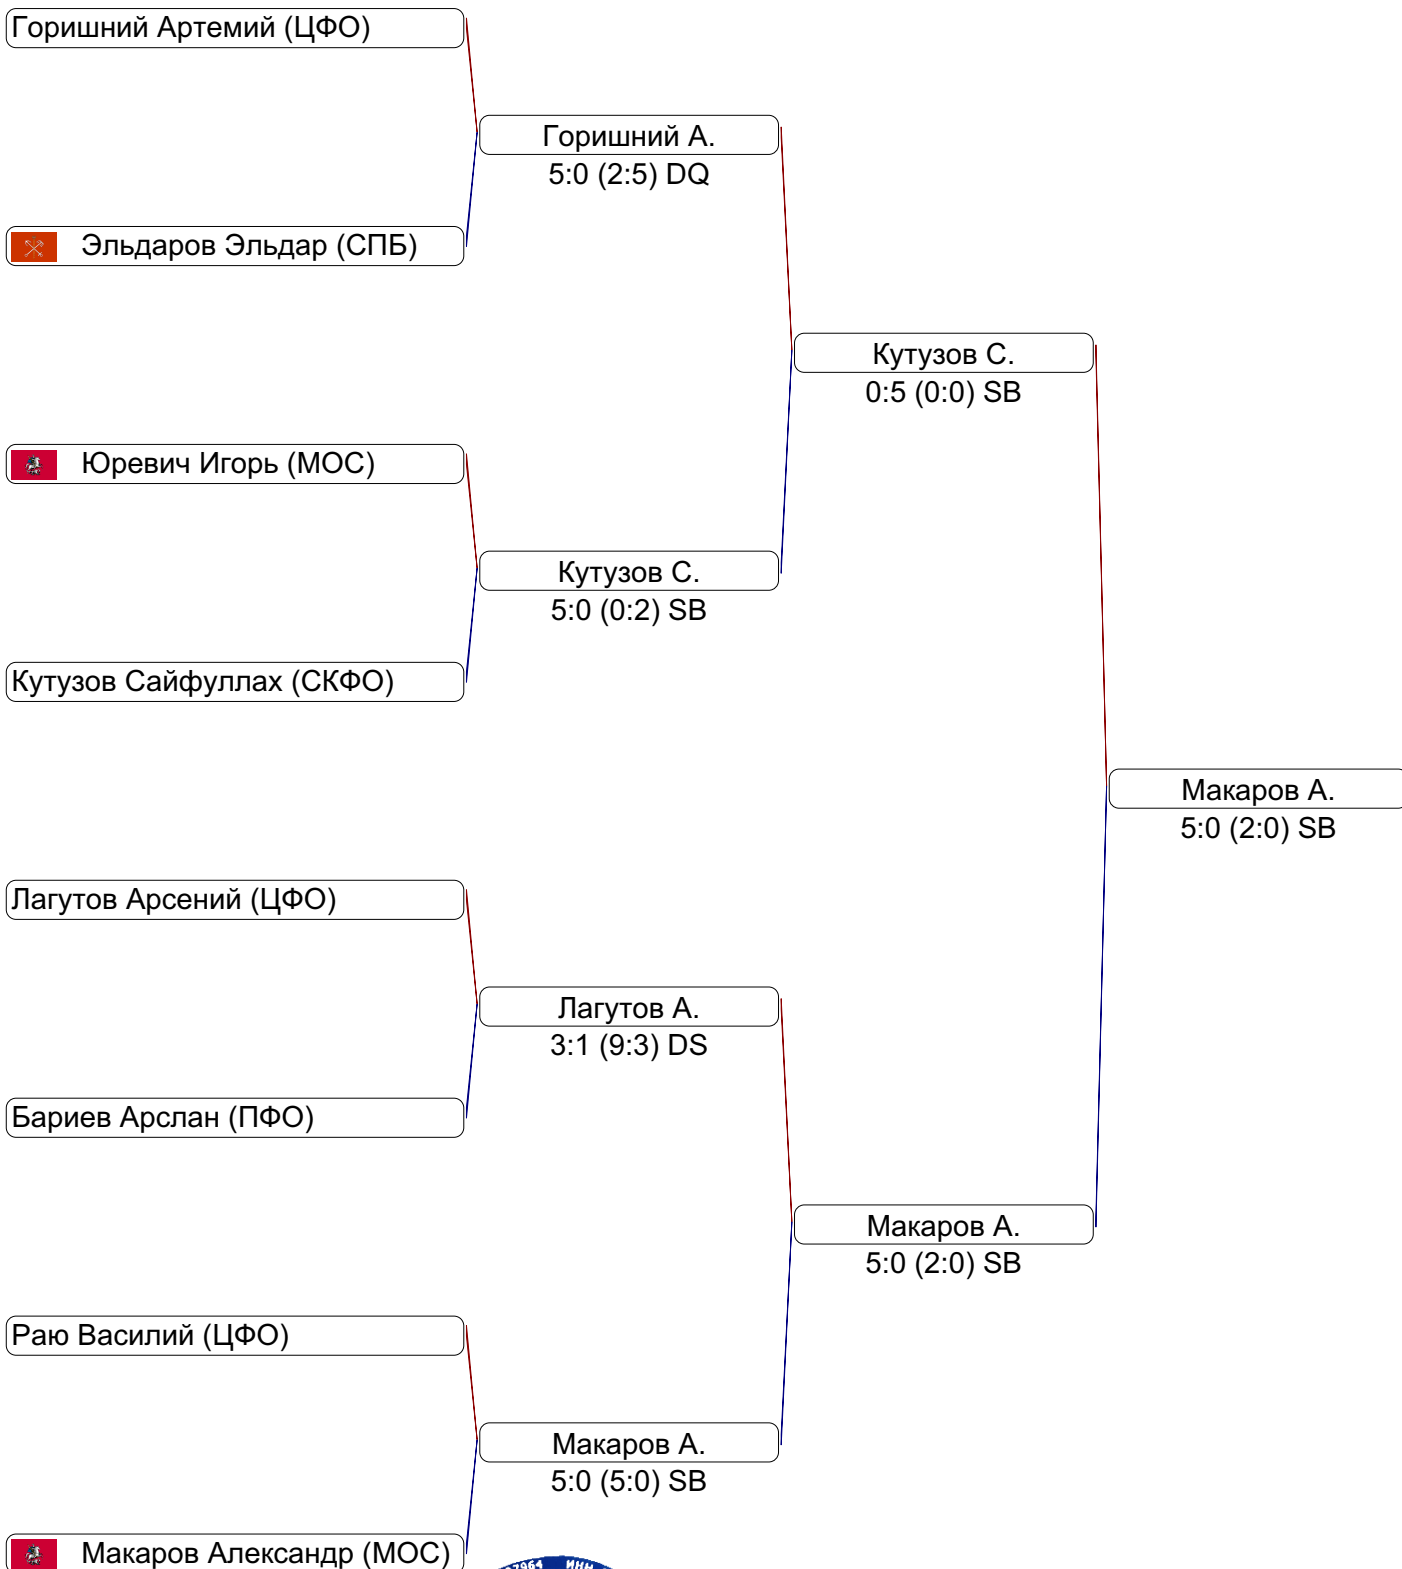 Горишний Артемий (ЦФО)
Горишний А.
5:0 (2:5) DQ
Эльдаров Эльдар (СПБ)
Кутузов С.
0:5 (0:0) SB
Юревич Игорь (МОС)
Кутузов С.
5:0 (0:2) SB
Кутузов Сайфуллах (СКФО)
Макаров А.
5:0 (2:0) SB
Лагутов Арсений (ЦФО)
Лагутов А.
3:1 (9:3) DS
Бариев Арслан (ПФО)
Макаров А.
5:0 (2:0) SB
Раю Василий (ЦФО)
Макаров А.
5:0 (5:0) SB
Макаров Александр (МОС)
7964 ИНН